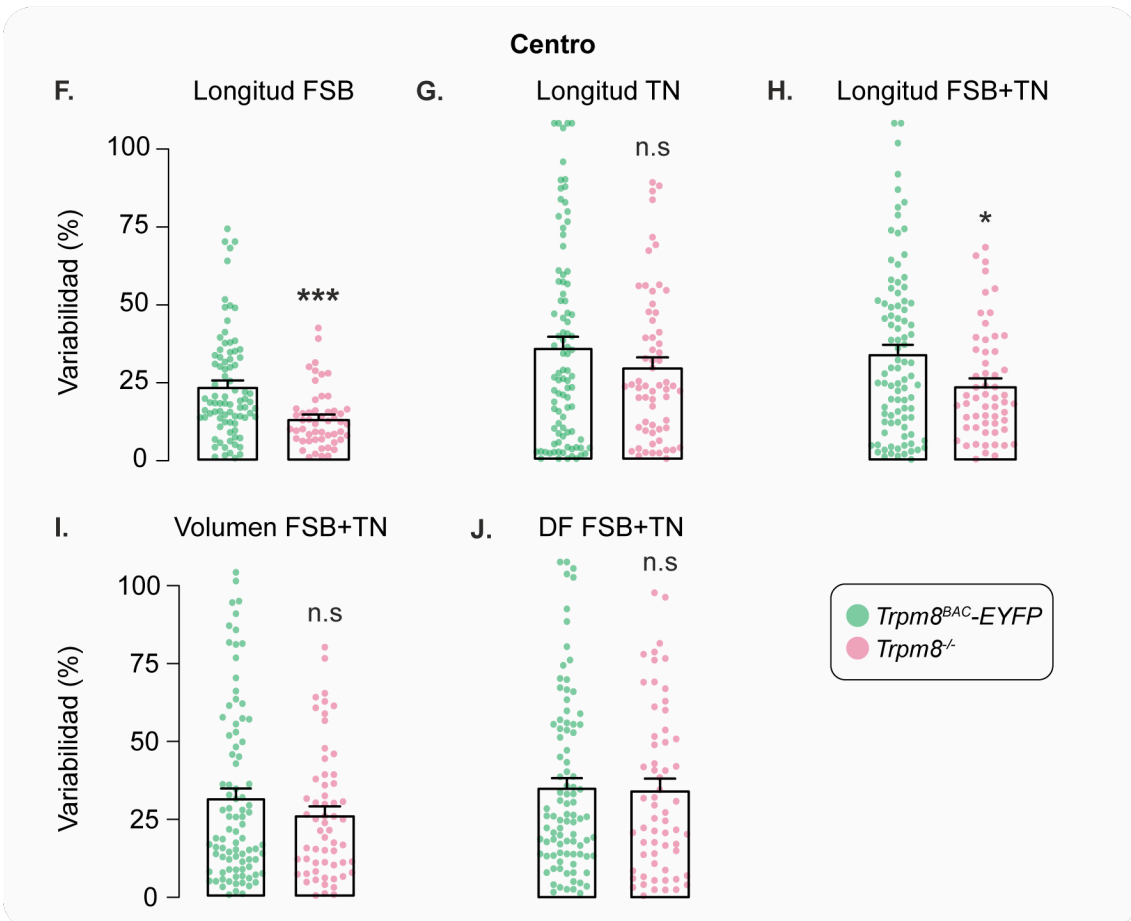 Centro
F. Longitud FSB
G. Longitud TN
H. Longitud FSB+TN
Variabilidad (%)
100
75
50
25
0
***
n.s
*
I. Volumen FSB+TN
J. DF FSB+TN
Variabilidad (%)
100
75
50
25
0
n.s
n.s
Trpm8BAC-EYFP
Trpm8-/-